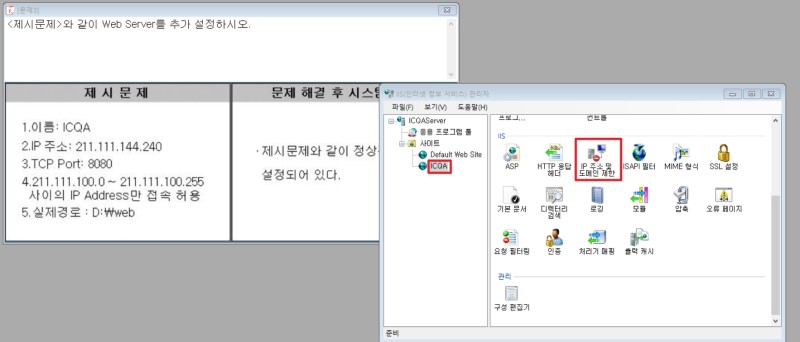 [문제3]
<제시문제>와 같이 Web Server를 추가 설정하시오.
제 시 문 제
문제 해결 후 시스템
1.이름: ICQA
2.IP 주소: 211.111.144.240
3.TCP Port: 8080
4.211.111.100.0 ~ 211.111.100.255
사이의 IP Address만 접속 허용
5.실제경로 : D:₩web
·제시문제와 같이 정상
설정되어 있다.
IIS(인터넷 정보 서비스) 관리자
파일(F) 보기(V) 도움말(H)
ICQAServer
응용 프로그램 풀
사이트
Default Web Site
ICQA
프로그... 컨트롤
IIS
ASP
HTTP 응답 헤더
IP 주소 및 도메인 제한
ISAPI 필터
MIME 형식
SSL 설정
기본 문서
디렉터리 검색
로깅
모듈
압축
오류 페이지
요청 필터링
인증
처리기 매핑
출력 캐시
관리
구성 편집기
준비